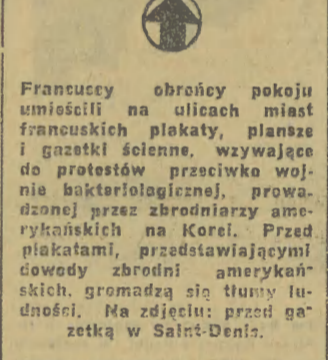 Francuscy obrońcy pokoju
umieścili na ulicach miast
francuskich plakaty, plansze
i gazetki ścienne, wzywające
do protestów przeciwko woj-
nie bakteriologicznej, prowa-
dzonej przez zbrodniarzy ame-
rykańskich na Korei. Przed
plakatami, przedstawiającymi
dowody zbrodni amerykań-
skich, gromadzą się tłumy lu-
dności. Na zdjęciu: przed ga-
zetką w Saint-Denis.